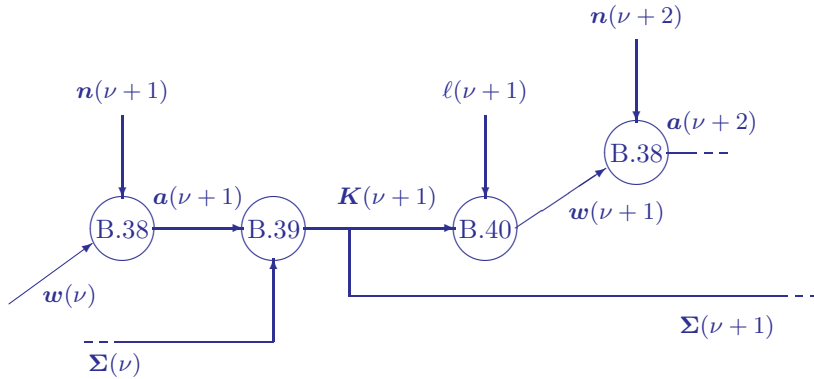 n(ν + 2)
n(ν + 1)
ℓ(ν + 1)
a(ν + 2)
B.38
a(ν + 1)
K(ν + 1)
w(ν + 1)
B.38
B.39
B.40
w(ν)
Σ(ν + 1)
Σ(ν)